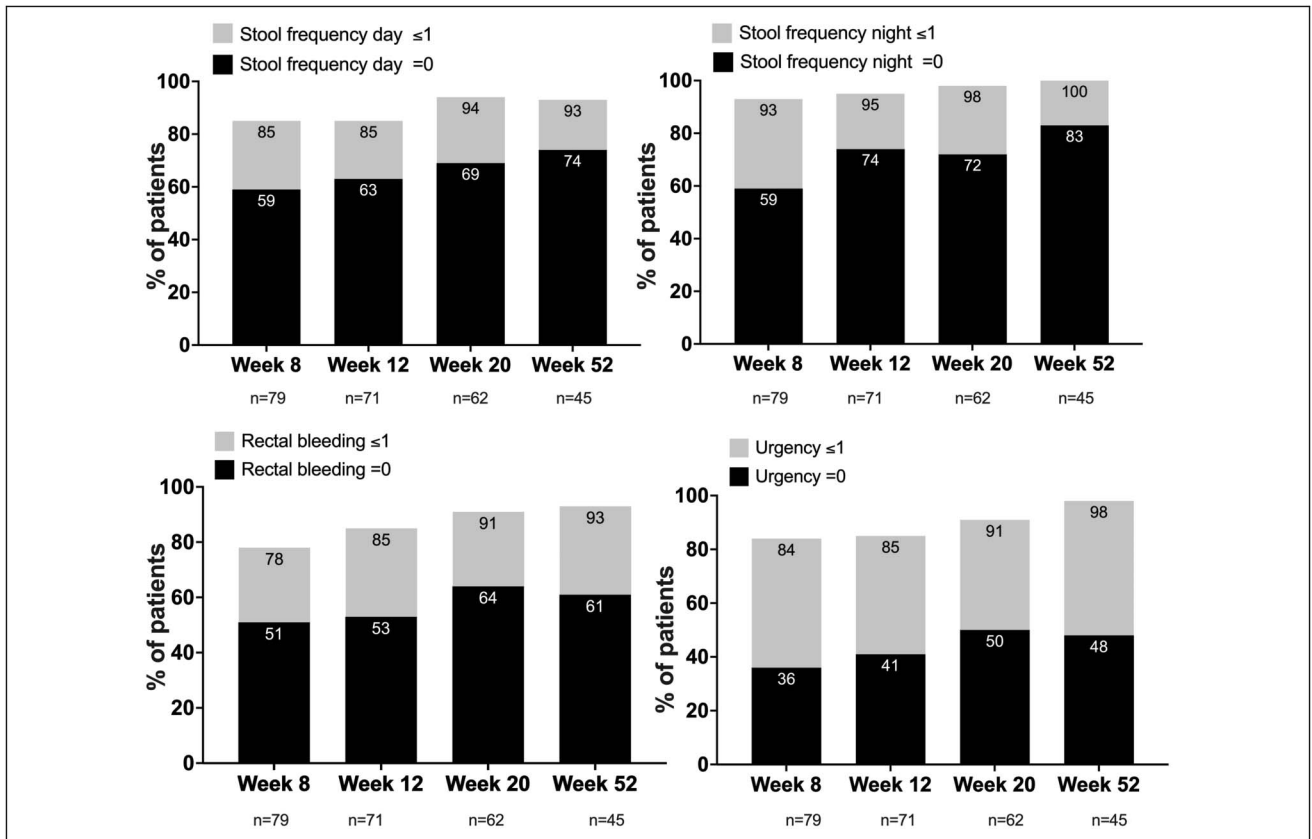 Stool frequency day ≤1
Stool frequency day =0
% of patients
100
80
60
40
20
0
85
85
94
93
59
63
69
74
Week 8 Week 12 Week 20 Week 52
n=79 n=71 n=62 n=45
Stool frequency night ≤1
Stool frequency night =0
% of patients
100
80
60
40
20
0
93
95
98
100
59
74
72
83
Week 8 Week 12 Week 20 Week 52
n=79 n=71 n=62 n=45
Rectal bleeding ≤1
Rectal bleeding =0
% of patients
100
80
60
40
20
0
78
85
91
93
51
53
64
61
Week 8 Week 12 Week 20 Week 52
n=79 n=71 n=62 n=45
Urgency ≤1
Urgency =0
% of patients
100
80
60
40
20
0
84
85
91
98
36
41
50
48
Week 8 Week 12 Week 20 Week 52
n=79 n=71 n=62 n=45